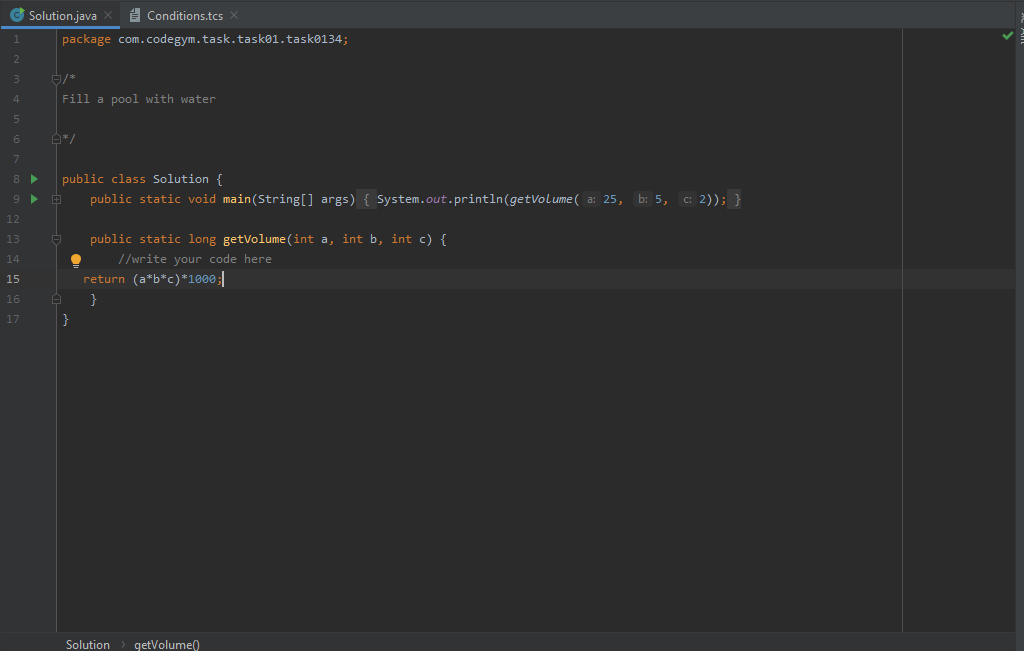 Solution.java Conditions.tcs
1 package com.codegym.task.task01.task0134;
2
3 /*
4 Fill a pool with water
5
6 */
7
8 public class Solution {
9 public static void main(String[] args) { System.out.println(getVolume( a: 25, b: 5, c: 2)); }
12
13 public static long getVolume(int a, int b, int c) {
14 //write your code here
15 return (a*b*c)*1000;
16 }
17 }
Solution › getVolume()